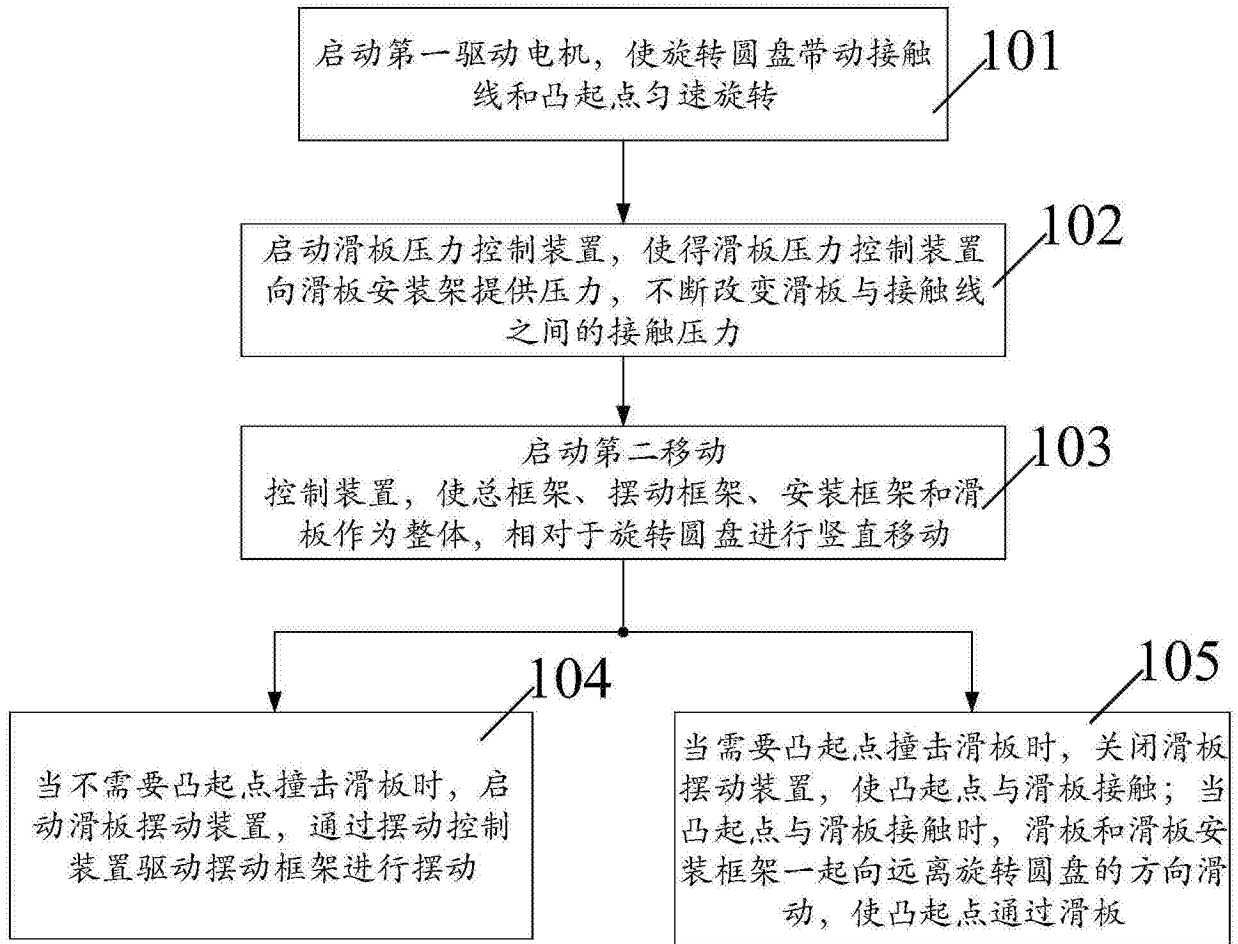 启动第一驱动电机，使旋转圆盘带动接触
线和凸起点匀速旋转
101
启动滑板压力控制装置，使得滑板压力控制装置
向滑板安装架提供压力，不断改变滑板与接触线
之间的接触压力
102
启动第二移动
控制装置，使总框架、摆动框架、安装框架和滑
板作为整体，相对于旋转圆盘进行竖直移动
103
104
当不需要凸起点撞击滑板时，启
动滑板摆动装置，通过摆动控制
装置驱动摆动框架进行摆动
105
当需要凸起点撞击滑板时，关闭滑板
摆动装置，使凸起点与滑板接触；当
凸起点与滑板接触时，滑板和滑板安
装框架一起向远离旋转圆盘的方向滑
动，使凸起点通过滑板